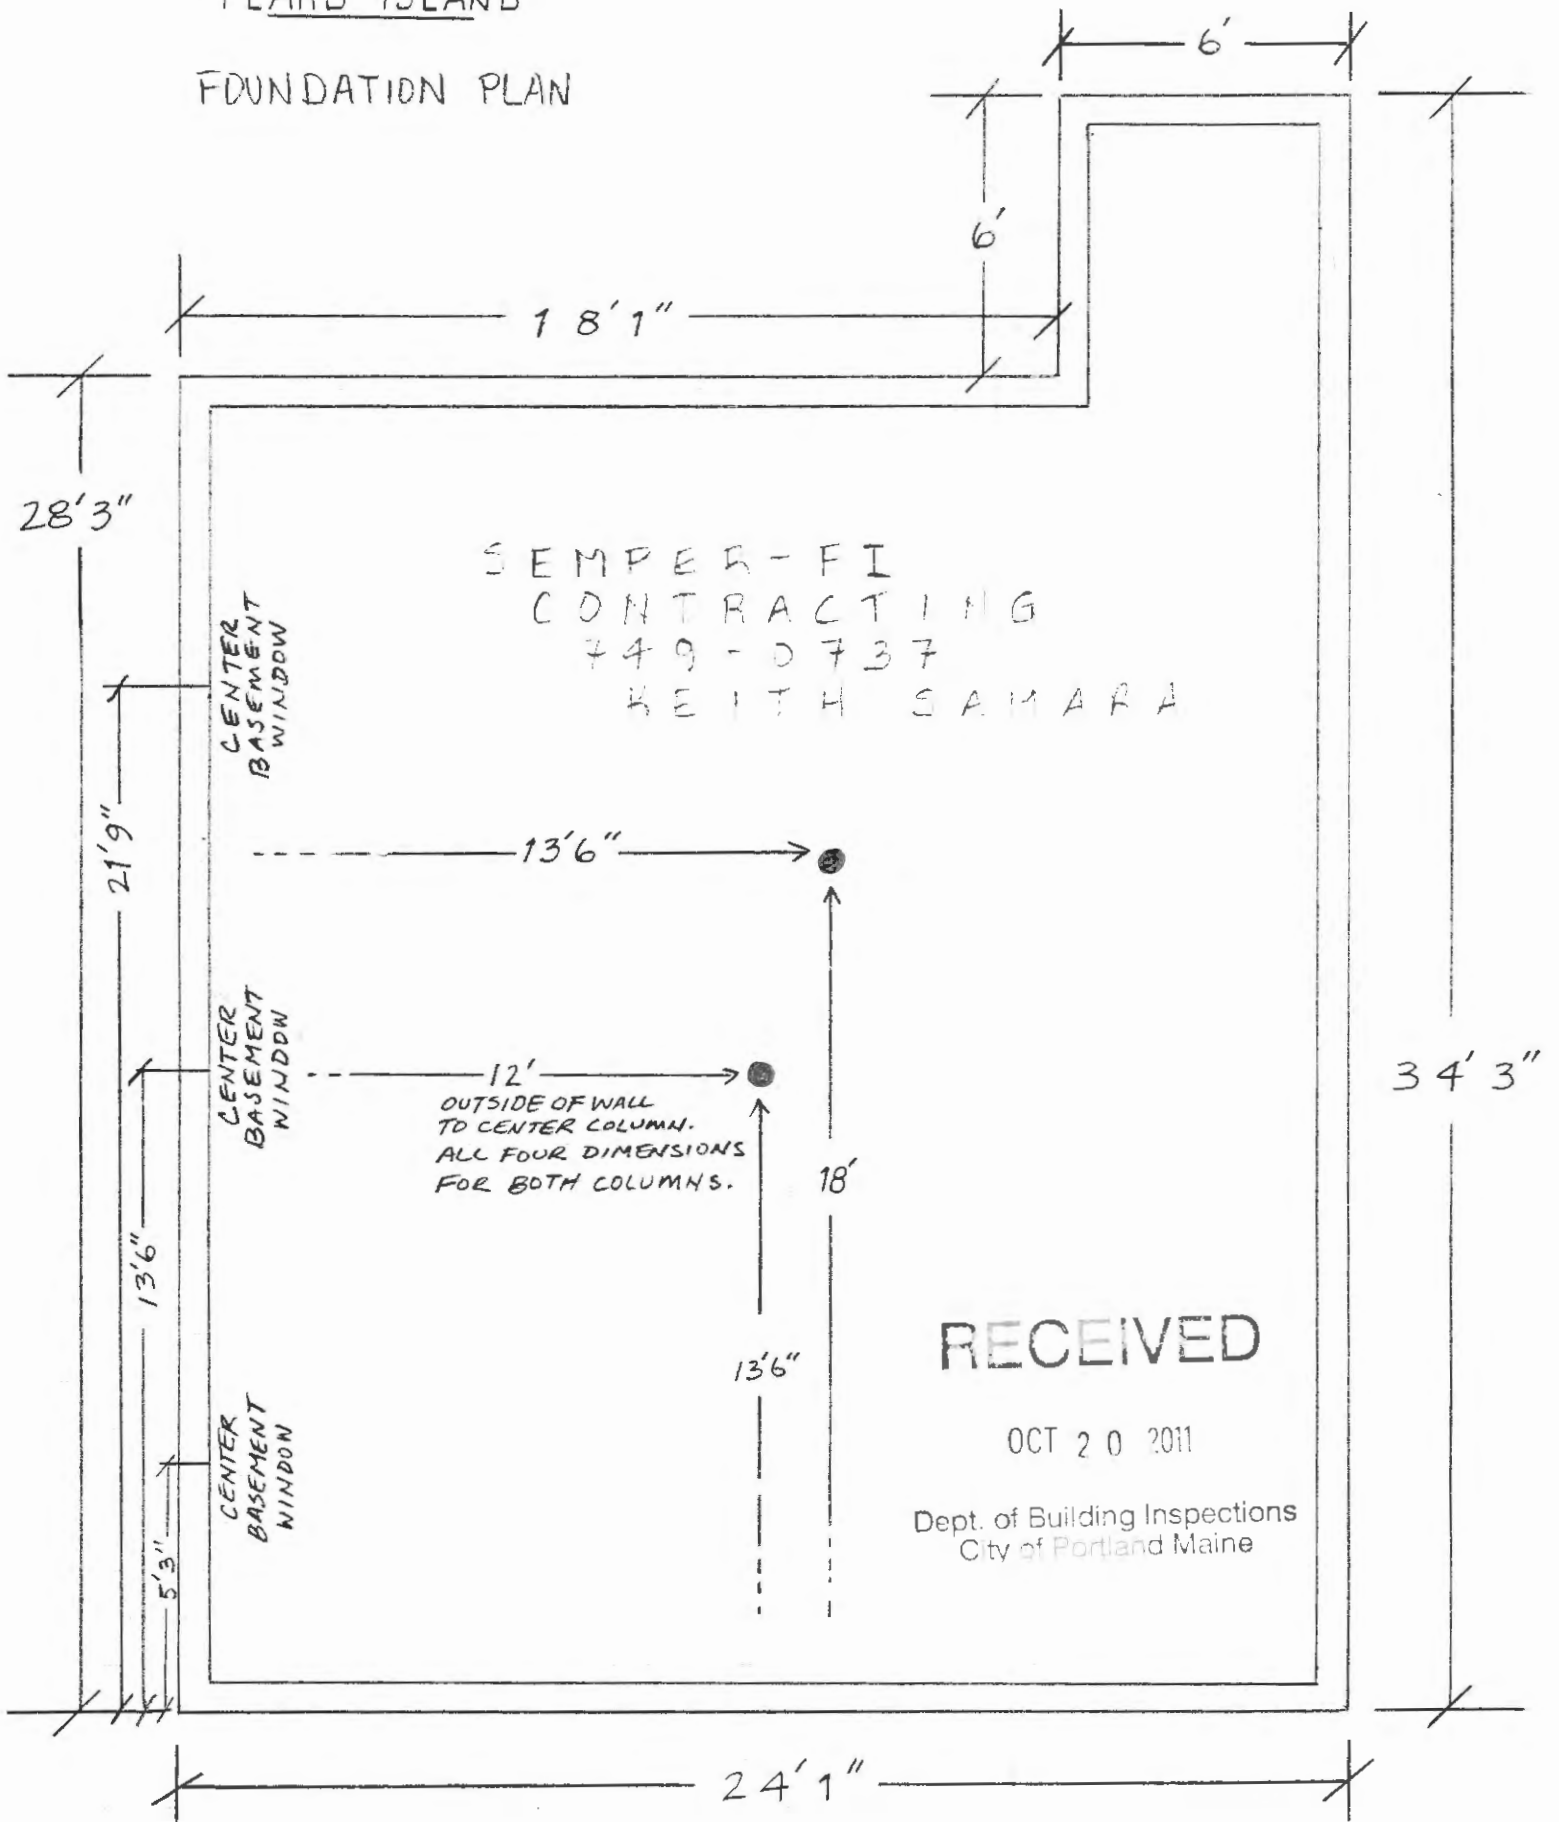 ISLAND
FOUNDATION PLAN
6'
6'
18'1"
28'3"
SEMPER-FI
CONTRACTING
749-0737
KEITH SAMARA
CENTER
BASEMENT
WINDOW
21'9"
13'6"
CENTER
BASEMENT
WINDOW
12'
OUTSIDE OF WALL
TO CENTER COLUMN.
ALL FOUR DIMENSIONS
FOR BOTH COLUMNS.
34'3"
18'
13'6"
13'6"
RECEIVED
OCT 20 2011
Dept. of Building Inspections
City of Portland Maine
CENTER
BASEMENT
WINDOW
5'3"
24'1"